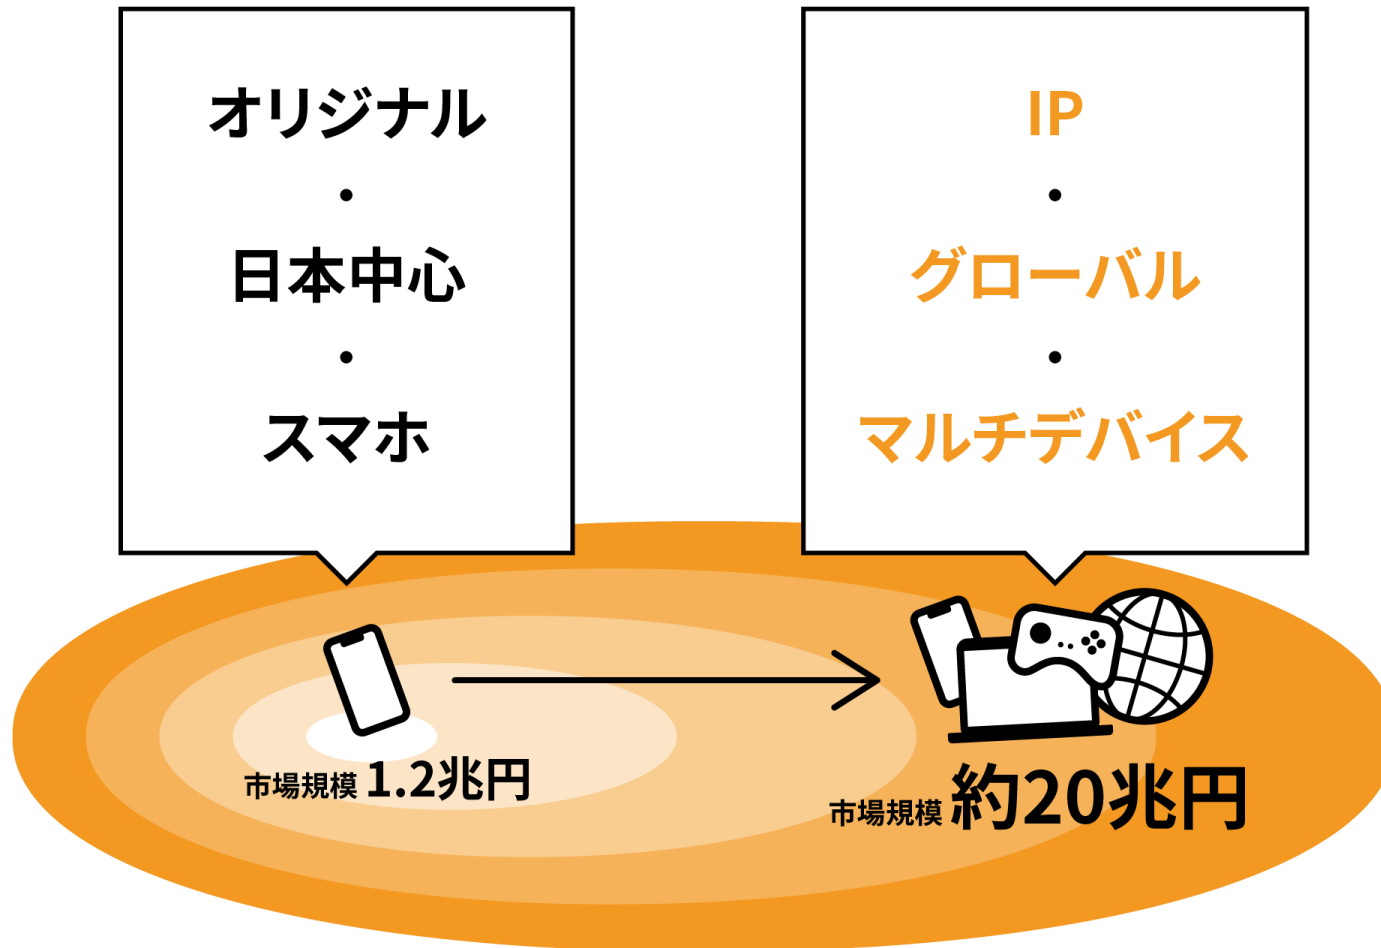 オリジナル
・
日本中心
・
スマホ
IP
・
グローバル
・
マルチデバイス
市場規模 1.2兆円
市場規模 約20兆円